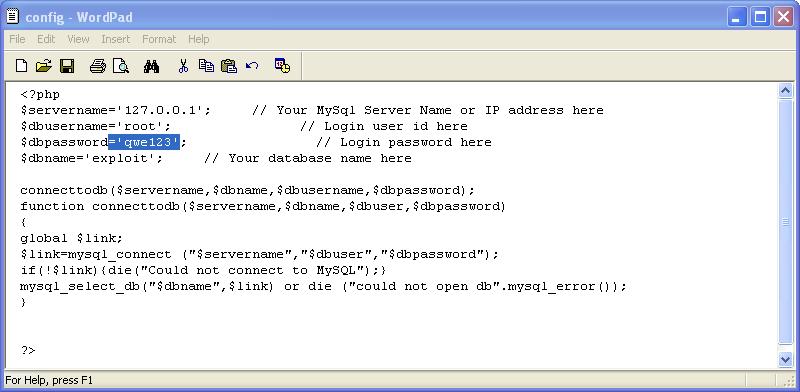 config - WordPad
File Edit View Insert Format Help
<?php
$servername='127.0.0.1'; // Your MySql Server Name or IP address here
$dbusername='root'; // Login user id here
$dbpassword='qwe123'; // Login password here
$dbname='exploit'; // Your database name here
connecttodb($servername,$dbname,$dbusername,$dbpassword);
function connecttodb($servername,$dbname,$dbuser,$dbpassword)
{
global $link;
$link=mysql_connect ("$servername","$dbuser","$dbpassword");
if(!$link){die("Could not connect to MySQL");}
mysql_select_db("$dbname",$link) or die ("could not open db".mysql_error());
}
?>
For Help, press F1